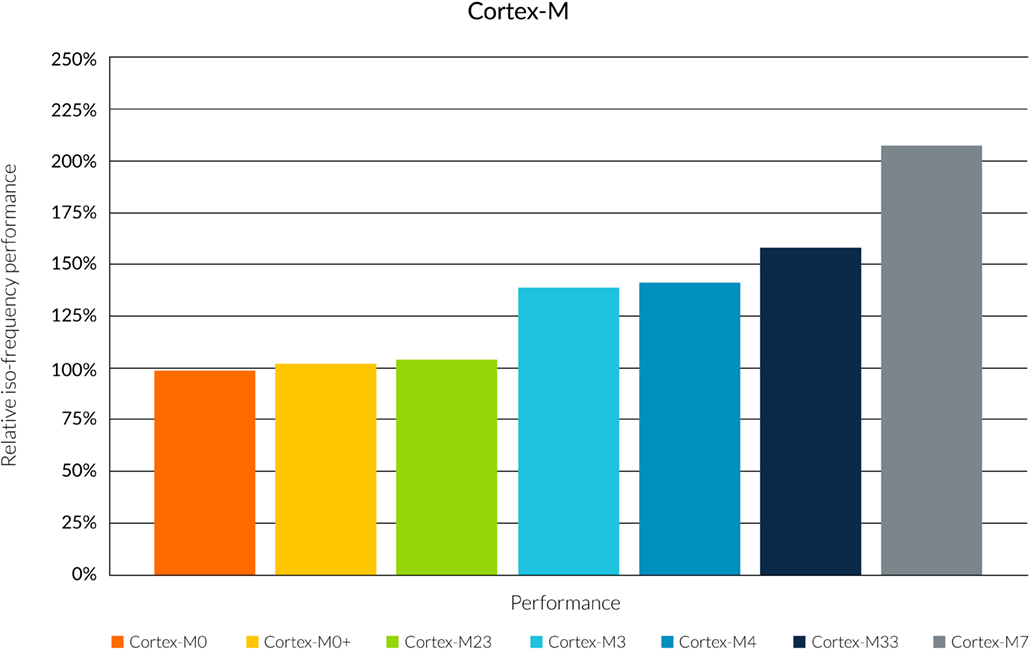 Cortex-M
Relative iso-frequency performance
250%
225%
200%
175%
150%
125%
100%
75%
50%
25%
0%
Performance
Cortex-M0 Cortex-M0+ Cortex-M23 Cortex-M3 Cortex-M4 Cortex-M33 Cortex-M7